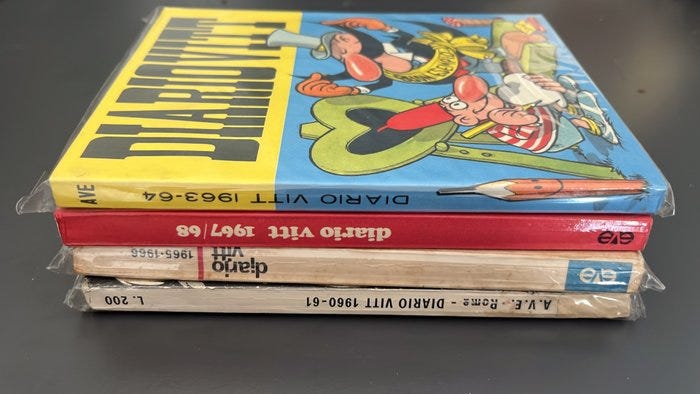 DIARIOVITT
AVE
DIARIO VITT 1963-64
diario vitt 1967/68
ave
diario
vitt
1965-1966
ave
A.V.E. - Roma - DIARIO VITT 1960-61
L. 200